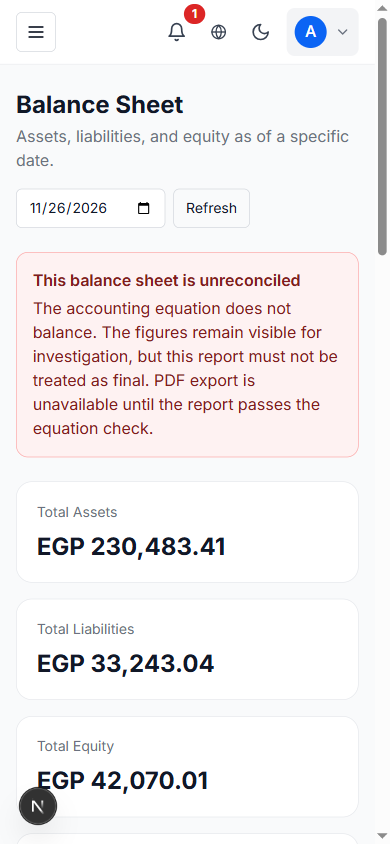 1
A
Balance Sheet
Assets, liabilities, and equity as of a specific
date.
11/26/2026
Refresh
This balance sheet is unreconciled
The accounting equation does not
balance. The figures remain visible for
investigation, but this report must not be
treated as final. PDF export is
unavailable until the report passes the
equation check.
Total Assets
EGP 230,483.41
Total Liabilities
EGP 33,243.04
Total Equity
EGP 42,070.01
N